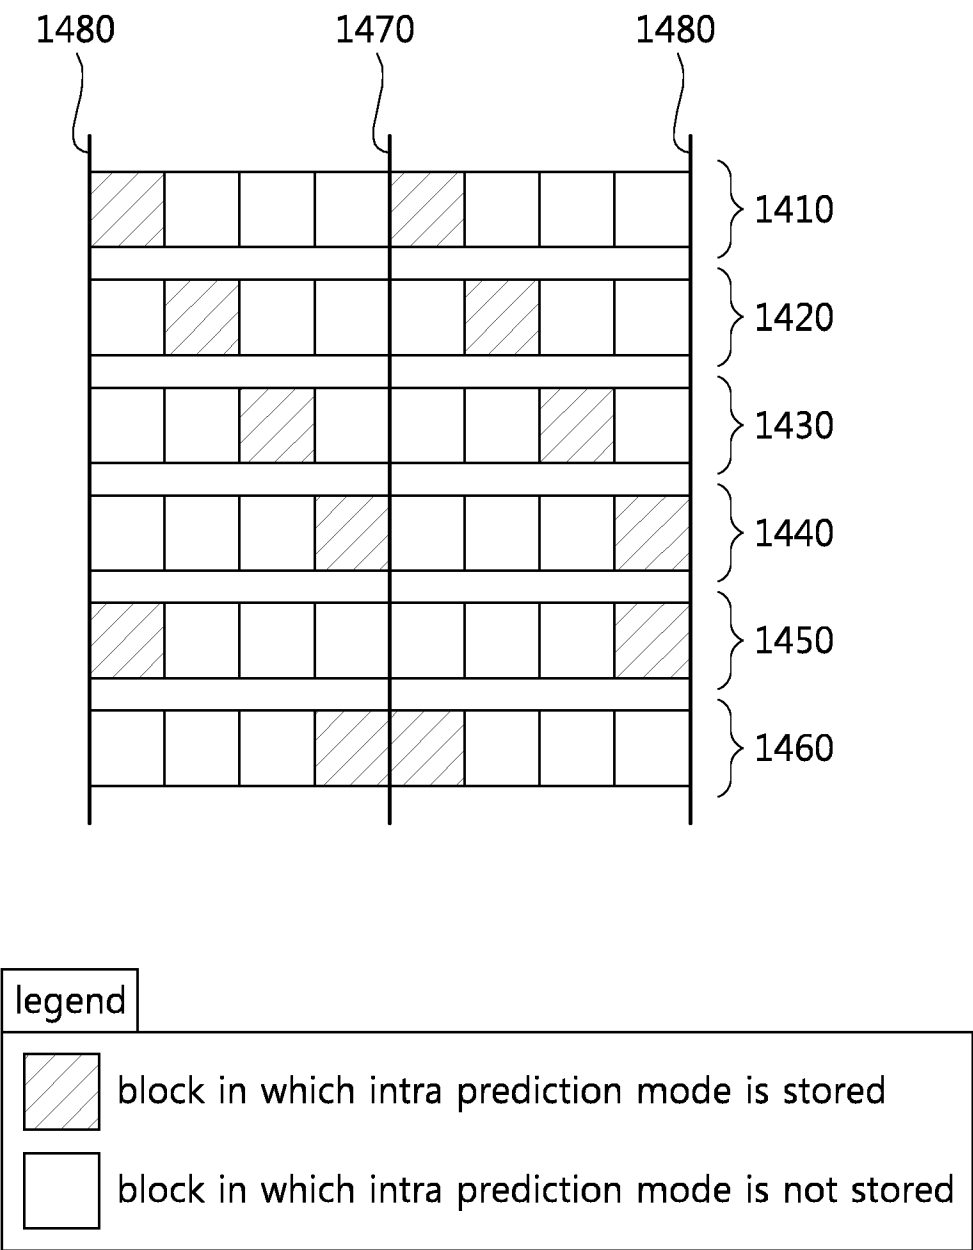 1480 1470 1480
1410
1420
1430
1440
1450
1460
legend
block in which intra prediction mode is stored
block in which intra prediction mode is not stored